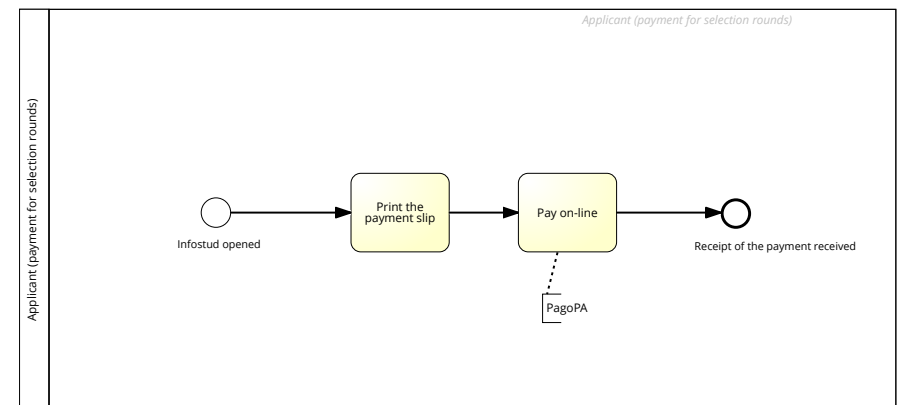 Applicant (payment for selection rounds)
Applicant (payment for selection rounds)
Print the
payment slip
Pay on-line
Infostud opened
Receipt of the payment received
PagoPA